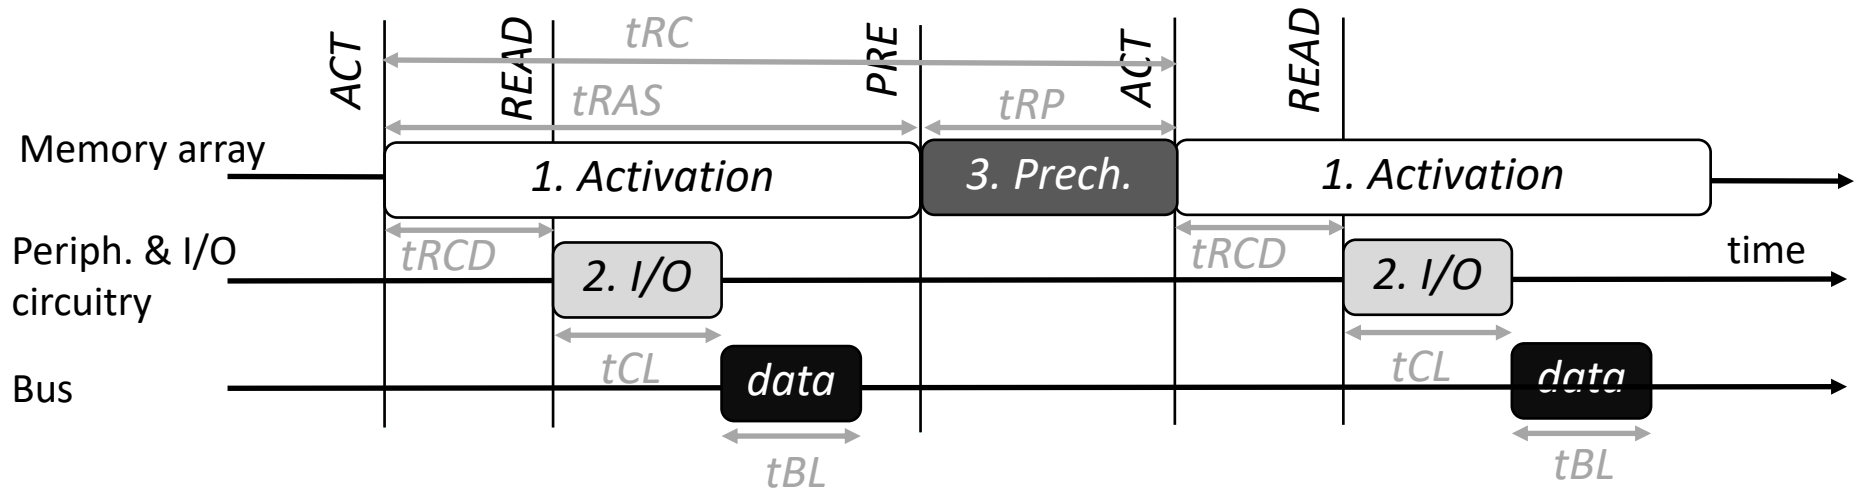 ACT
READ
tRC
PRE
ACT
READ
tRAS
tRP
Memory array
1. Activation
3. Prech.
1. Activation
Periph. & I/O
circuitry
tRCD
2. I/O
tRCD
2. I/O
time
tCL
tCL
Bus
data
data
tBL
tBL